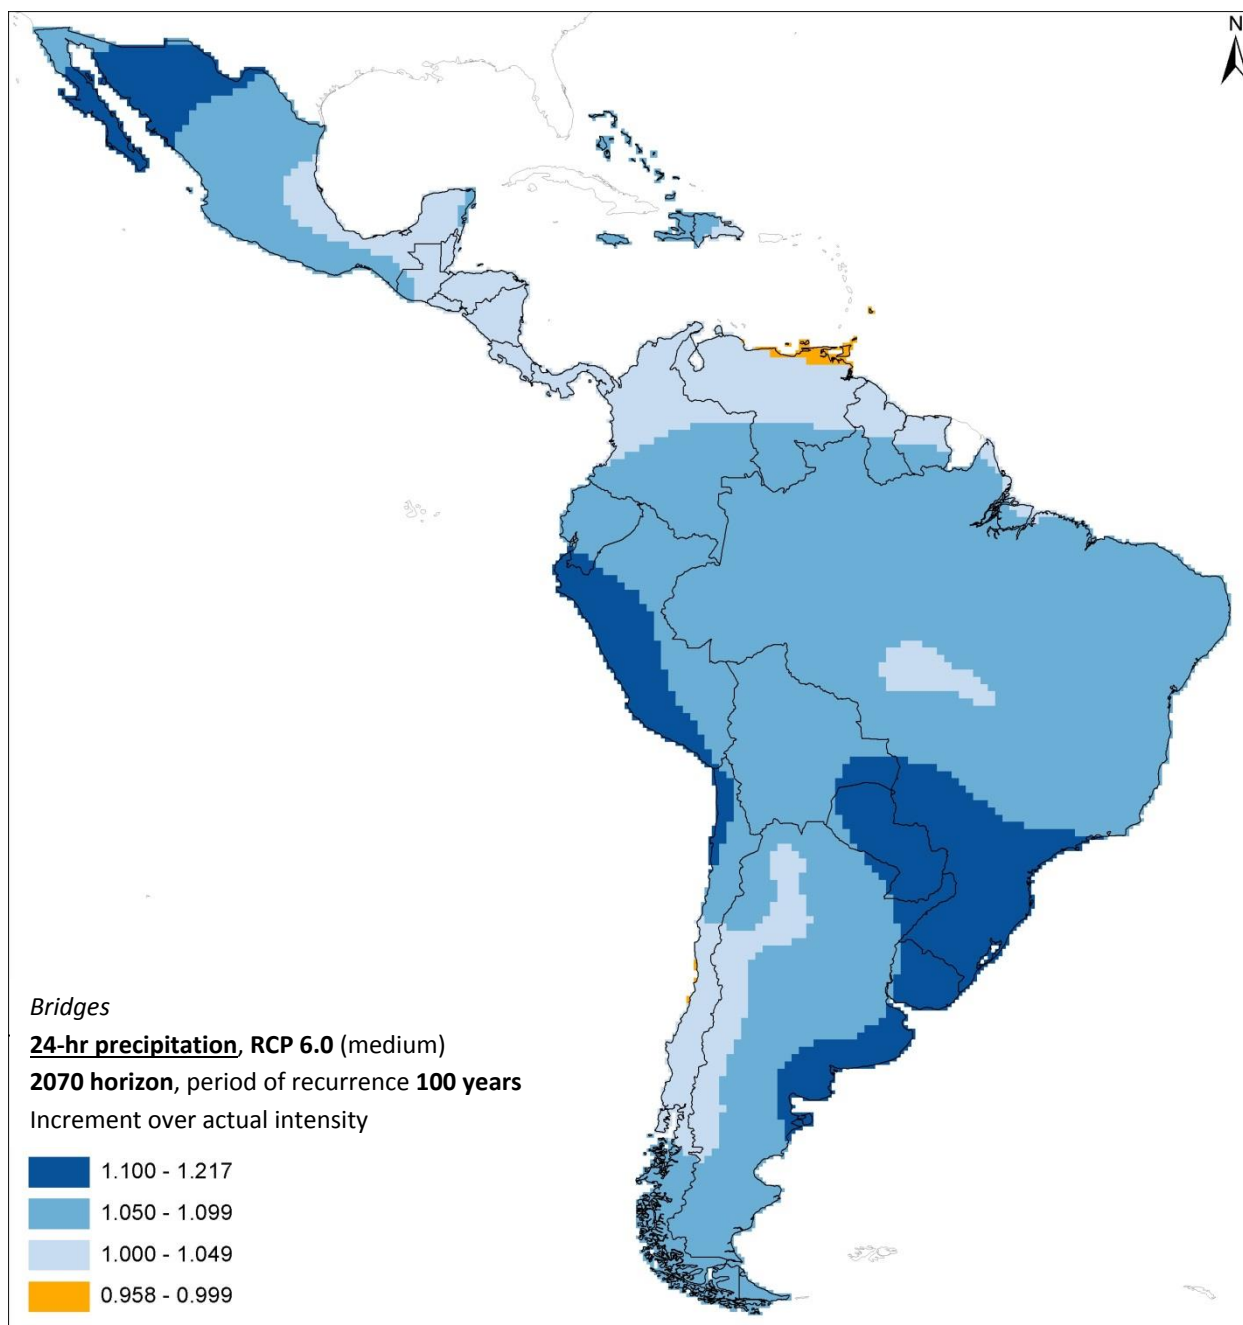 N
Bridges
24-hr precipitation, RCP 6.0 (medium)
2070 horizon, period of recurrence 100 years
Increment over actual intensity
1.100 - 1.217
1.050 - 1.099
1.000 - 1.049
0.958 - 0.999